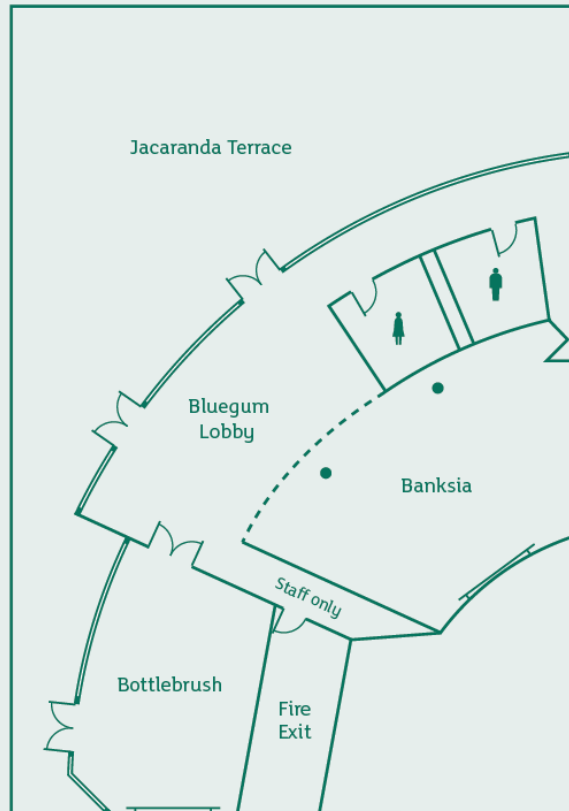 Jacaranda Terrace
Bluegum
Lobby
Banksia
Staff only
Bottlebrush
Fire
Exit